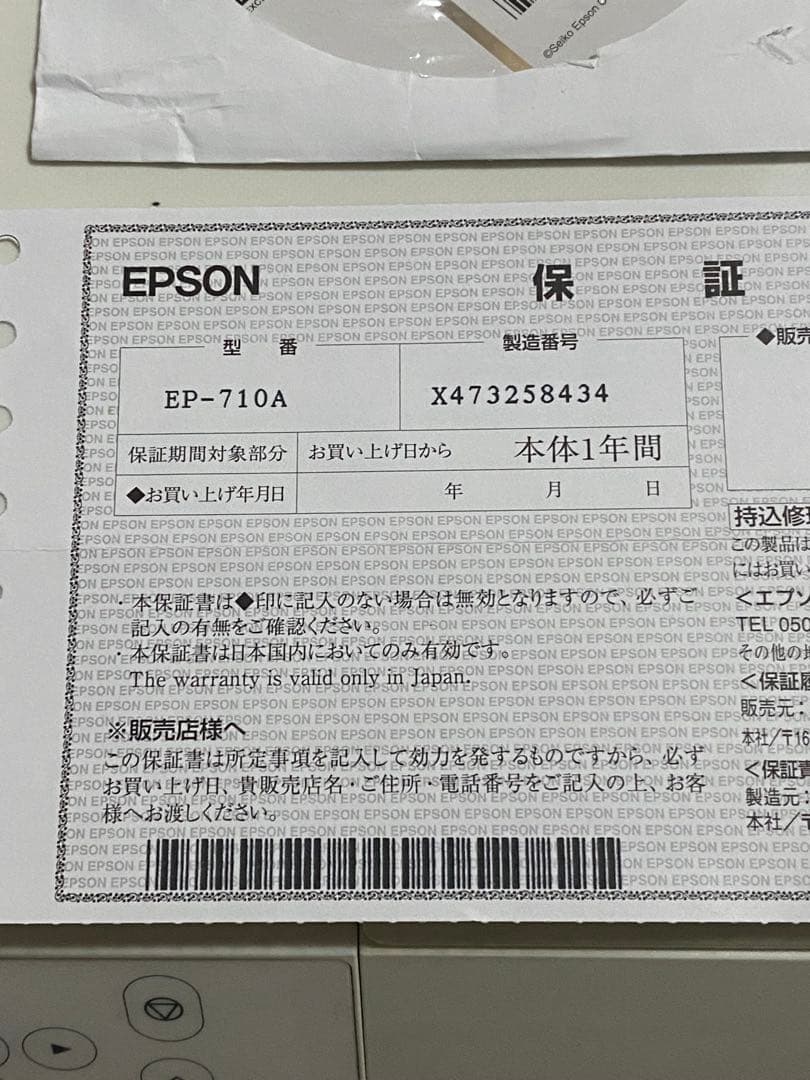 ©Seiko Epson C
EPSON 保 証
型 番
製造番号
◆販売
EP-710A
X473258434
保証期間対象部分 お買い上げ日から 本体1年間
◆お買い上げ年月日 年 月 日
持込修
この製品は
にはお買い
・本保証書は◆印に記入のない場合は無効となりますので、必ずご
記入の有無をご確認ください。
・本保証書は日本国内においてのみ有効です。
The warranty is valid only in Japan.
<エプソ
TEL 050
その他の
<保証履
販売元：
本社/〒16
<保証責
製造元：
本社/〒
※販売店様へ
この保証書は所定事項を記入して効力を発するものですから、必ず
お買い上げ日、貴販売店名・ご住所・電話番号をご記入の上、お客
様へお渡しください。